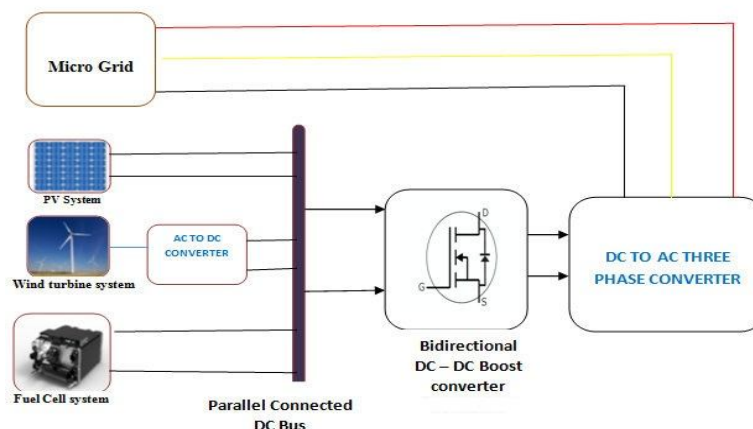 Micro Grid
PV System
AC TO DC
CONVERTER
Wind turbine system
Fuel Cell system
Parallel Connected
DC Bus
D
G
S
Bidirectional
DC – DC Boost
converter
DC TO AC THREE
PHASE CONVERTER